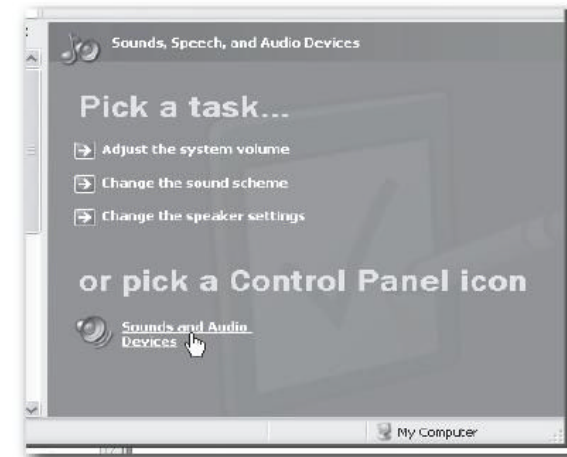 Sounds, Speech, and Audio Devices
Pick a task...
Adjust the system volume
Change the sound scheme
Change the speaker settings
or pick a Control Panel icon
Sounds and Audio
Devices
My Computer